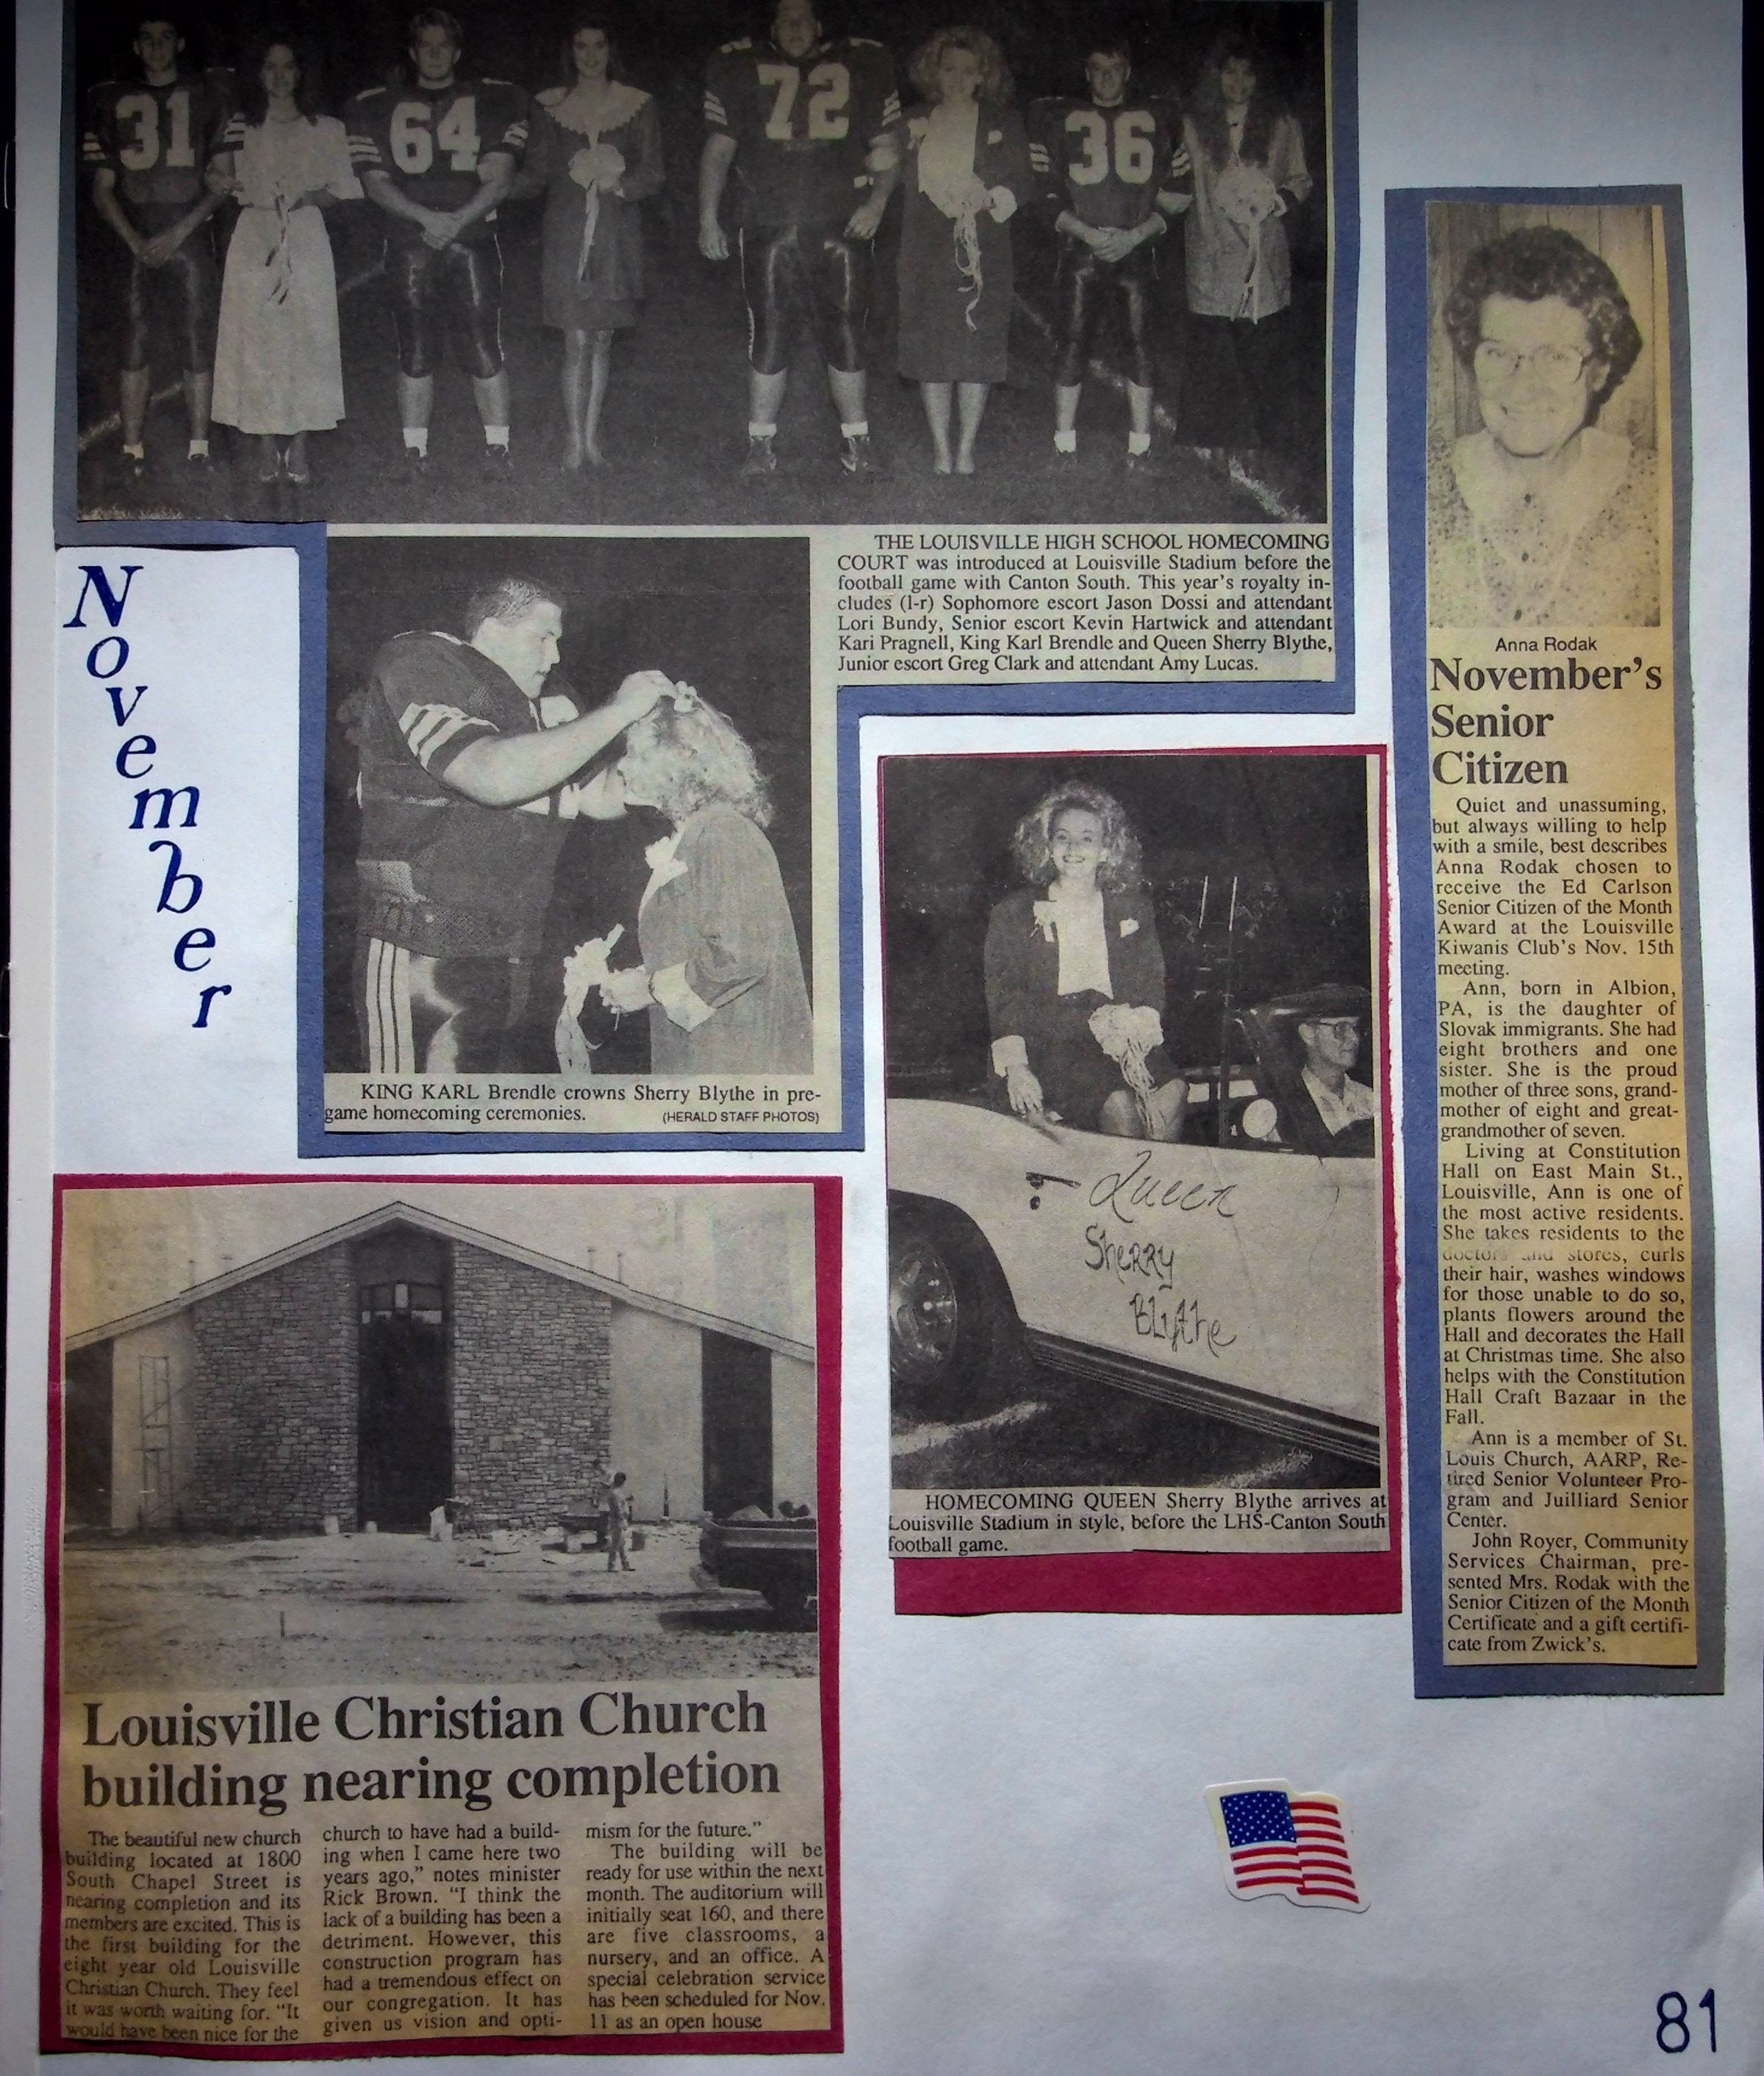 31
64
72
36
THE LOUISVILLE HIGH SCHOOL HOMECOMING
COURT was introduced at Louisville Stadium before the
football game with Canton South. This year's royalty in-
cludes (l-r) Sophomore escort Jason Dossi and attendant
Lori Bundy, Senior escort Kevin Hartwick and attendant
Kari Pragnell, King Karl Brendle and Queen Sherry Blythe,
Junior escort Greg Clark and attendant Amy Lucas.
November
KING KARL Brendle crowns Sherry Blythe in pre-
game homecoming ceremonies. (HERALD STAFF PHOTOS)
Queen
Sherry
Blythe
HOMECOMING QUEEN Sherry Blythe arrives at
Louisville Stadium in style, before the LHS-Canton South
football game.
Anna Rodak
November's
Senior
Citizen
Quiet and unassuming,
but always willing to help
with a smile, best describes
Anna Rodak chosen to
receive the Ed Carlson
Senior Citizen of the Month
Award at the Louisville
Kiwanis Club's Nov. 15th
meeting.
Ann, born in Albion,
PA, is the daughter of
Slovak immigrants. She had
eight brothers and one
sister. She is the proud
mother of three sons, grand-
mother of eight and great-
grandmother of seven.
Living at Constitution
Hall on East Main St.,
Louisville, Ann is one of
the most active residents.
She takes residents to the
doctors and stores, curls
their hair, washes windows
for those unable to do so,
plants flowers around the
Hall and decorates the Hall
at Christmas time. She also
helps with the Constitution
Hall Craft Bazaar in the
Fall.
Ann is a member of St.
Louis Church, AARP, Re-
tired Senior Volunteer Pro-
gram and Juilliard Senior
Center.
John Royer, Community
Services Chairman, pre-
sented Mrs. Rodak with the
Senior Citizen of the Month
Certificate and a gift certifi-
cate from Zwick's.
Louisville Christian Church
building nearing completion
The beautiful new church
building located at 1800
South Chapel Street is
nearing completion and its
members are excited. This is
the first building for the
eight year old Louisville
Christian Church. They feel
it was worth waiting for. "It
would have been nice for the
church to have had a build-
ing when I came here two
years ago," notes minister
Rick Brown. "I think the
lack of a building has been a
detriment. However, this
construction program has
had a tremendous effect on
our congregation. It has
given us vision and opti-
mism for the future."
The building will be
ready for use within the next
month. The auditorium will
initially seat 160, and there
are five classrooms, a
nursery, and an office. A
special celebration service
has been scheduled for Nov.
11 as an open house
81